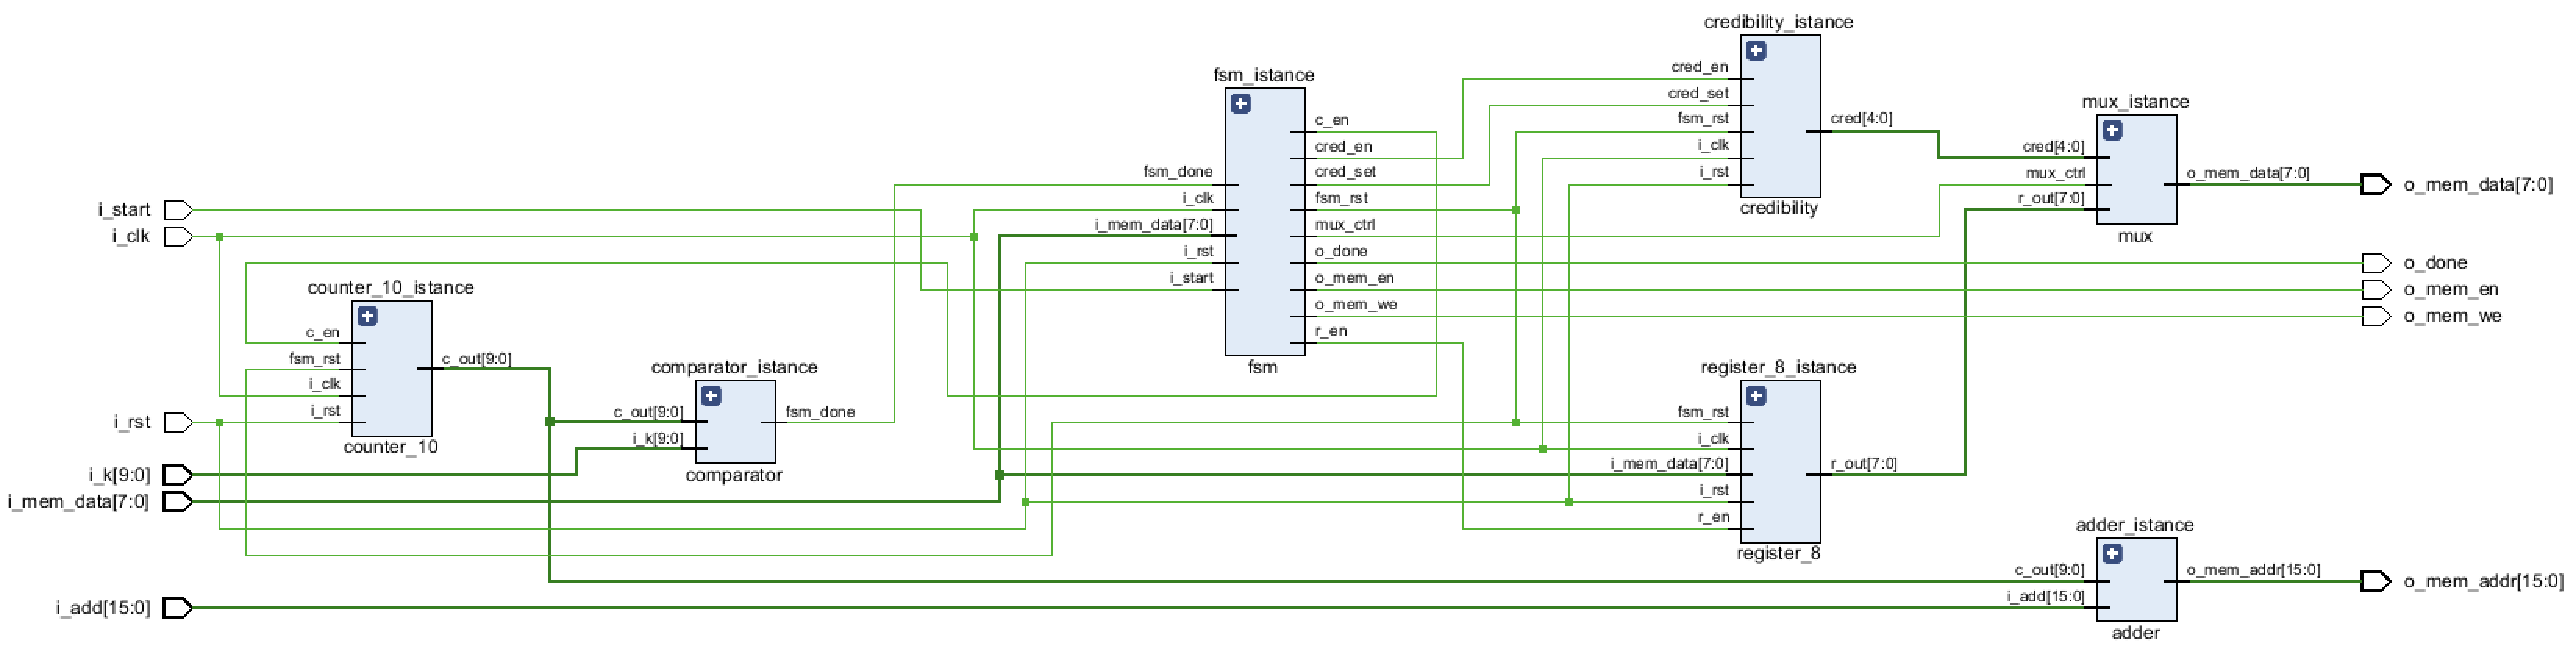 i_start
i_clk
i_rst
i_k[9:0]
i_mem_data[7:0]
i_add[15:0]
counter_10_istance
c_en
fsm_rst
i_clk
i_rst
c_out[9:0]
counter_10
comparator_istance
c_out[9:0]
i_k[9:0]
fsm_done
comparator
fsm_istance
fsm_done
i_clk
i_mem_data[7:0]
i_rst
i_start
c_en
cred_en
cred_set
fsm_rst
mux_ctrl
o_done
o_mem_en
o_mem_we
r_en
fsm
credibility_istance
cred_en
cred_set
fsm_rst
i_clk
i_rst
cred[4:0]
credibility
register_8_istance
fsm_rst
i_clk
i_mem_data[7:0]
i_rst
r_en
r_out[7:0]
register_8
mux_istance
cred[4:0]
mux_ctrl
r_out[7:0]
o_mem_data[7:0]
mux
adder_istance
c_out[9:0]
i_add[15:0]
o_mem_addr[15:0]
adder
o_mem_data[7:0]
o_done
o_mem_en
o_mem_we
o_mem_addr[15:0]